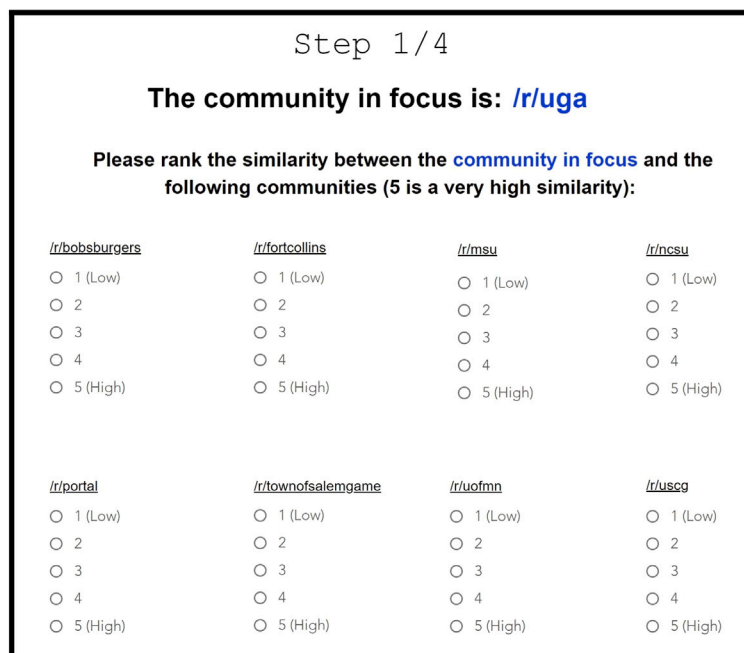 Step 1/4
The community in focus is: /r/uga
Please rank the similarity between the community in focus and the
following communities (5 is a very high similarity):
/r/bobsburgers
1 (Low)
2
3
4
5 (High)
/r/fortcollins
1 (Low)
2
3
4
5 (High)
/r/msu
1 (Low)
2
3
4
5 (High)
/r/ncsu
1 (Low)
2
3
4
5 (High)
/r/portal
1 (Low)
2
3
4
5 (High)
/r/townofsalemgame
1 (Low)
2
3
4
5 (High)
/r/uofmn
1 (Low)
2
3
4
5 (High)
/r/uscg
1 (Low)
2
3
4
5 (High)